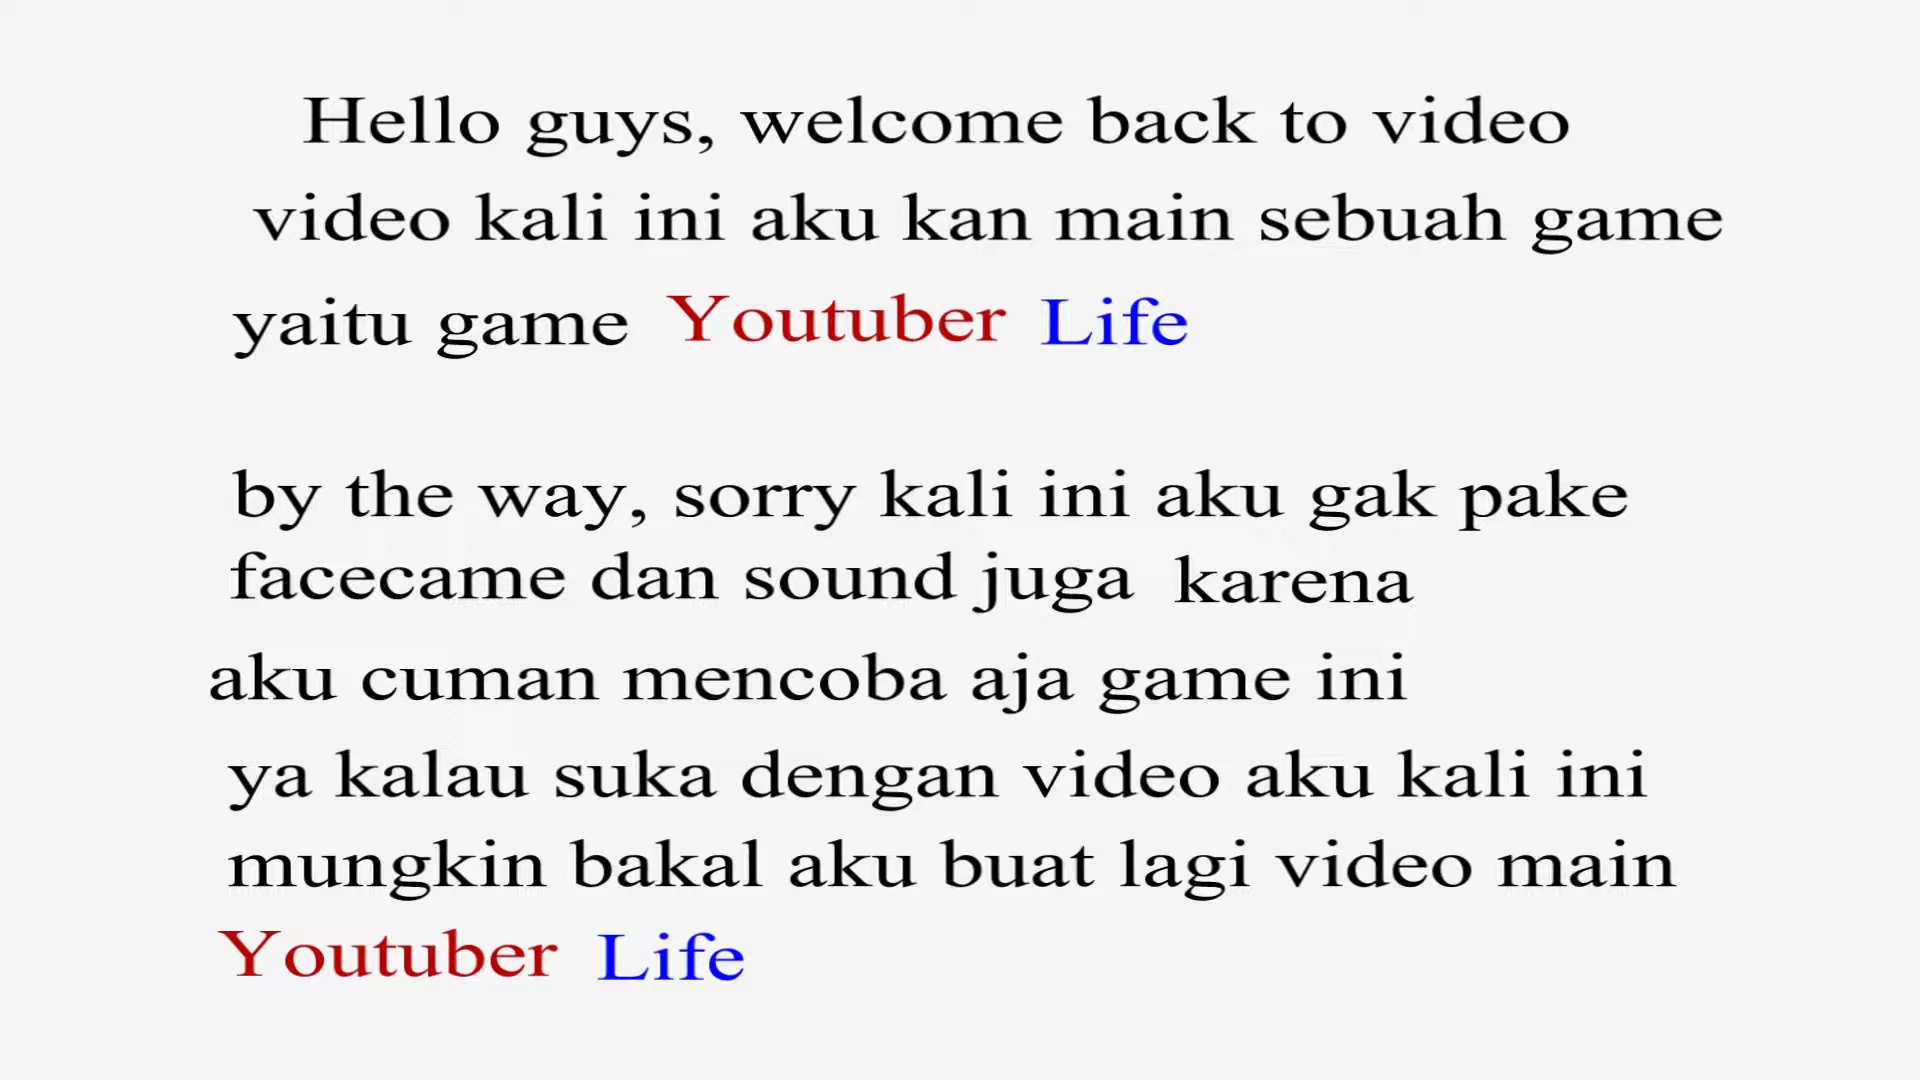 Hello guys, welcome back to video
video kali ini aku kan main sebuah game
yaitu game Youtuber Life
by the way, sorry kali ini aku gak pake
facecame dan sound juga karena
aku cuman mencoba aja game ini
ya kalau suka dengan video aku kali ini
mungkin bakal aku buat lagi video main
Youtuber Life